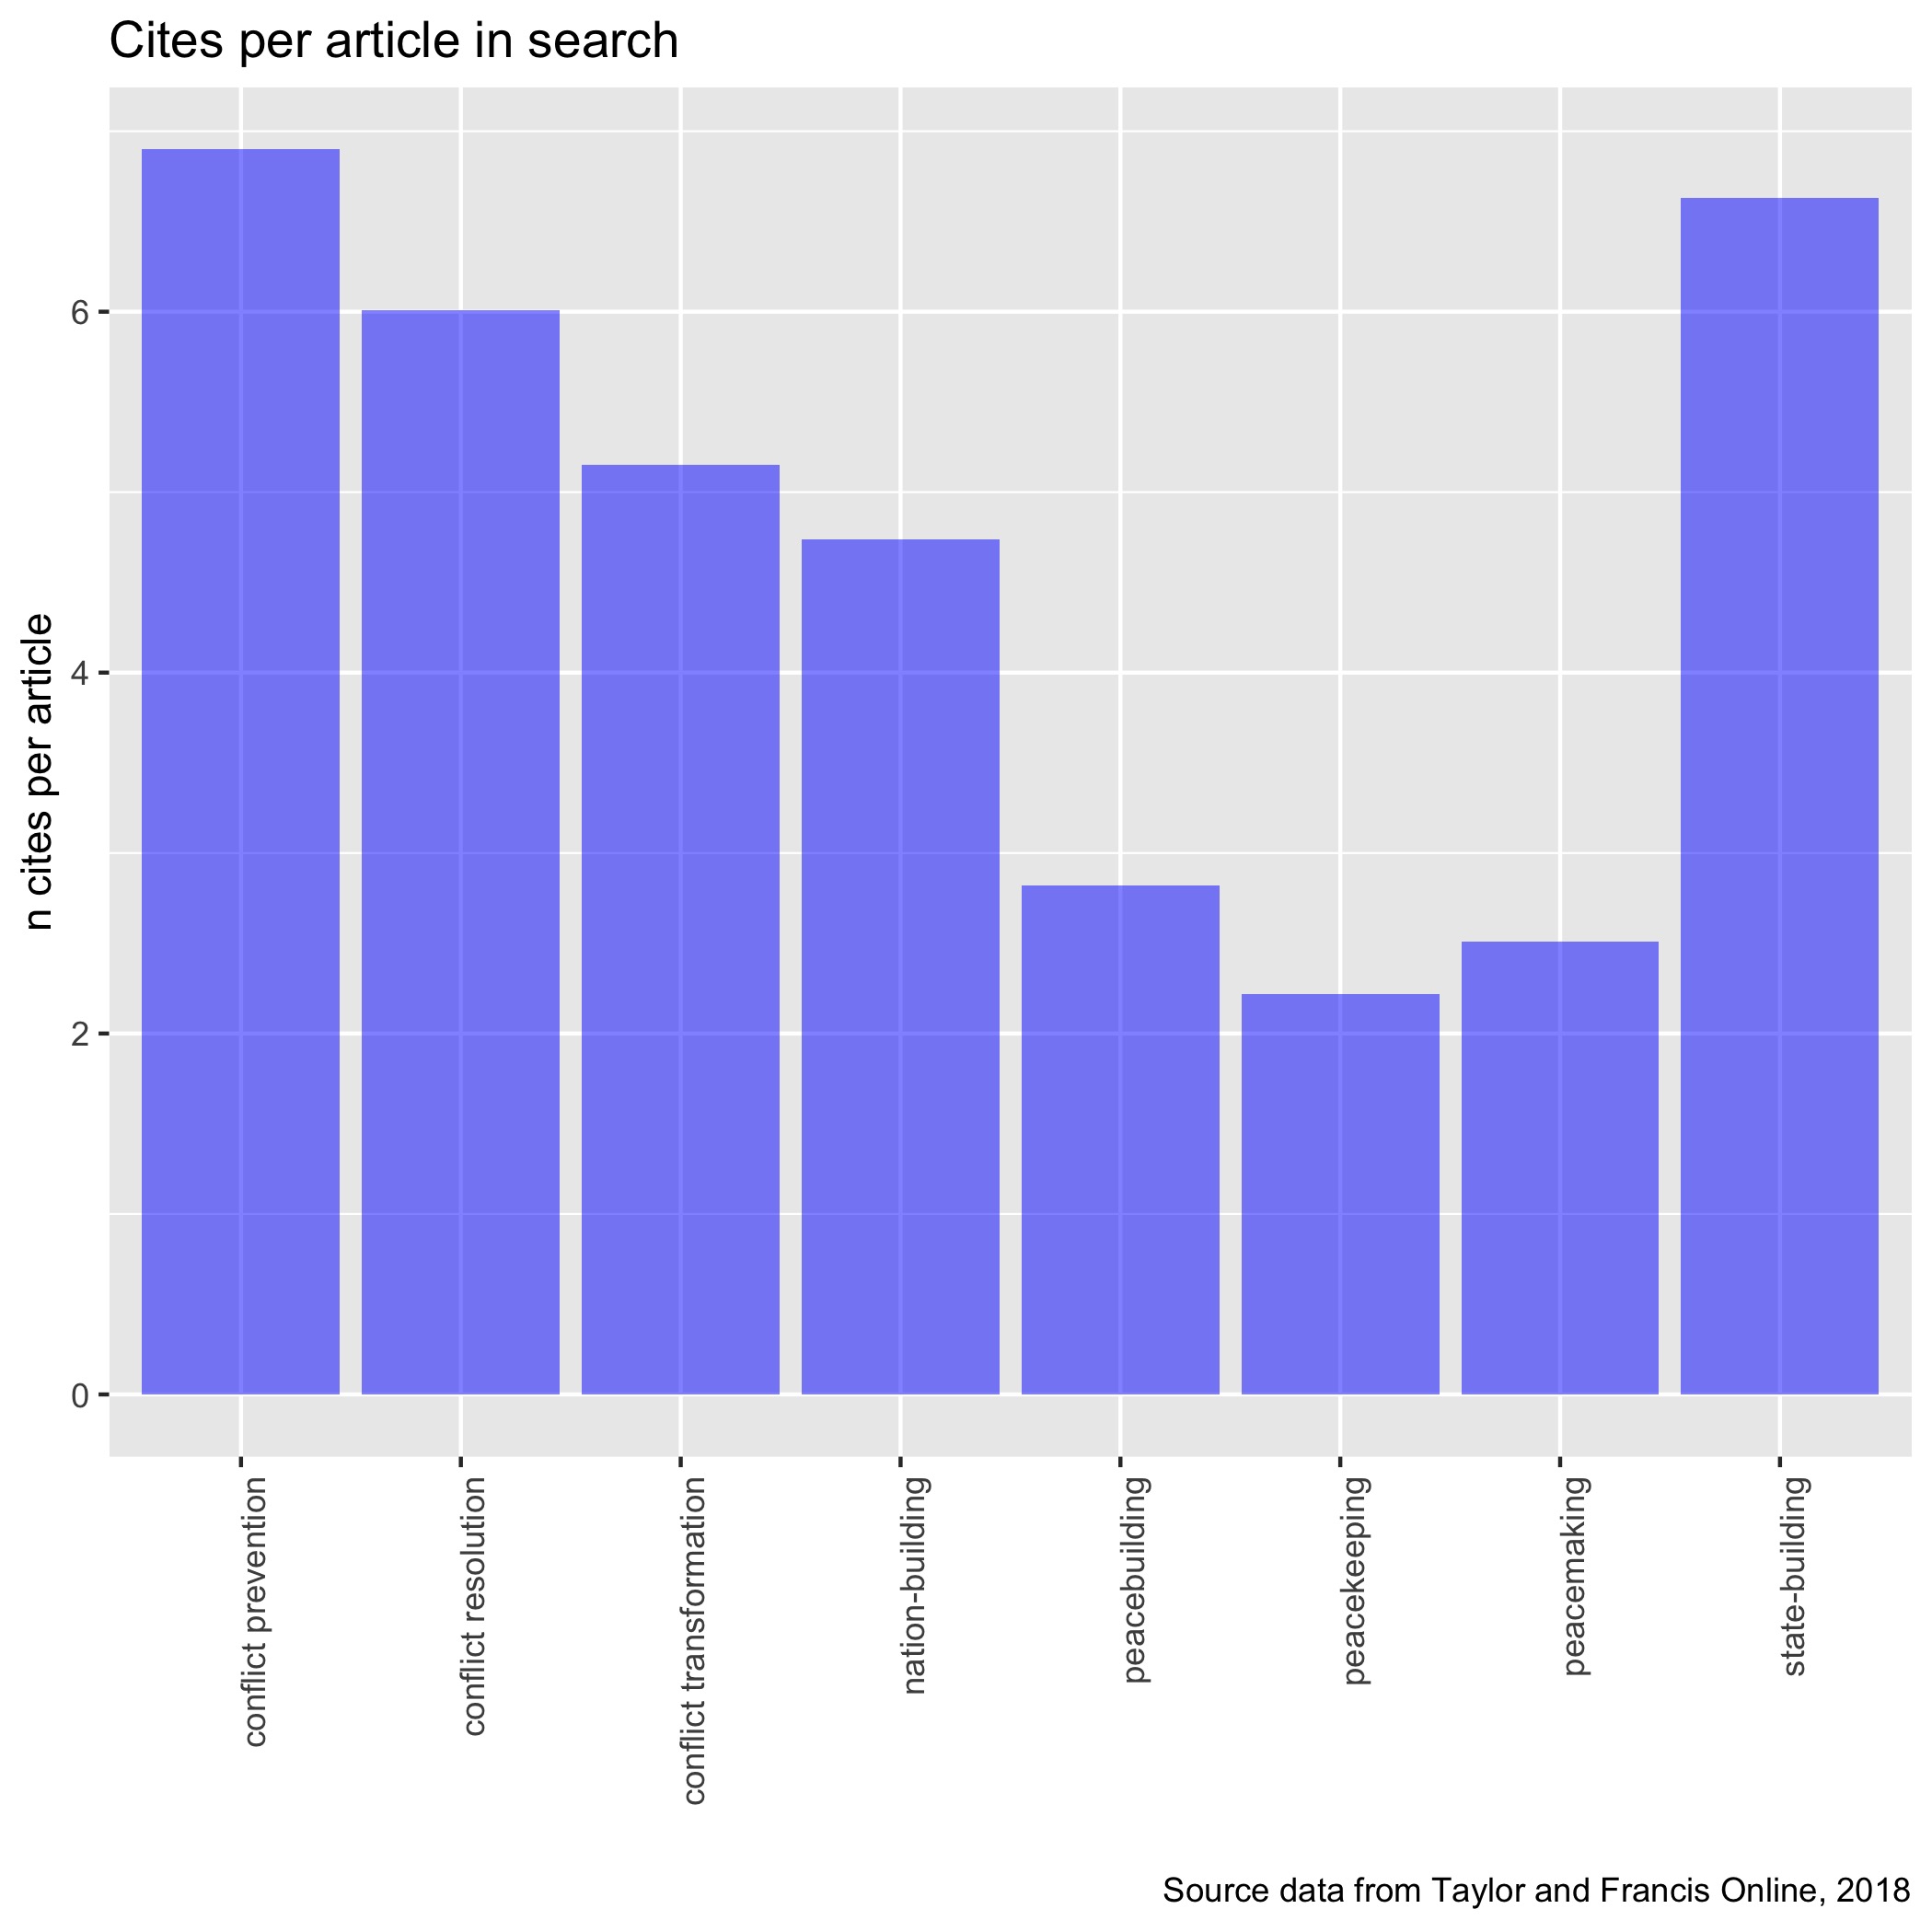 Cites per article in search
n cites per article
6
4
2
0
conflict prevention
conflict resolution
conflict transformation
nation-building
peacebuilding
peacekeeping
peacemaking
state-building
Source data from Taylor and Francis Online, 2018